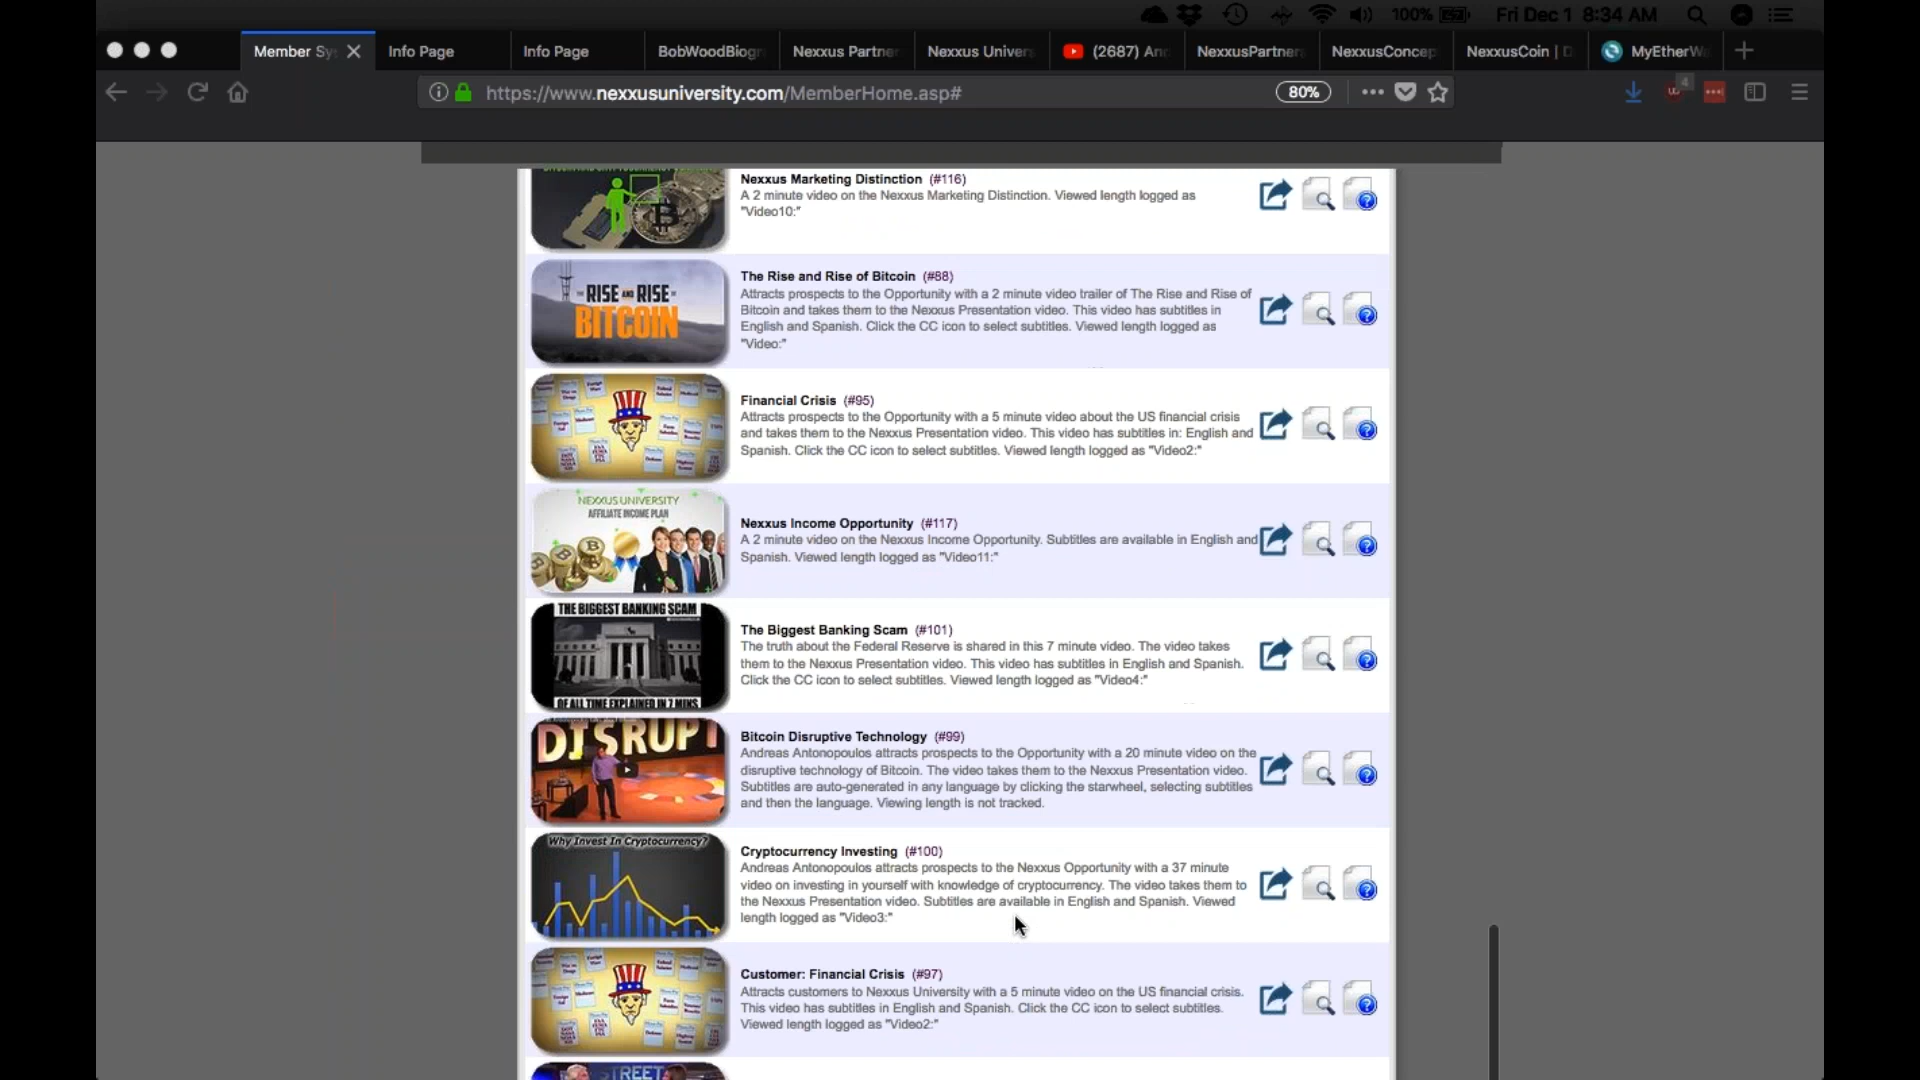 100%
Fri Dec 1 8:34 AM
Member Sy
Info Page
Info Page
BobWoodBiog
Nexxus Partne
Nexxus Univer
(2687) An
NexxusPartner
NexxusConcep
NexxusCoin | D
MyEtherW
https://www.nexxusuniversity.com/MemberHome.asp#
80%
4
Nexxus Marketing Distinction (#116)
A 2 minute video on the Nexxus Marketing Distinction. Viewed length logged as
"Video10:"
THE RISE AND RISE OF
BITCOIN
The Rise and Rise of Bitcoin (#88)
Attracts prospects to the Opportunity with a 2 minute video trailer of The Rise and Rise of
Bitcoin and takes them to the Nexxus Presentation video. This video has subtitles in
English and Spanish. Click the CC icon to select subtitles. Viewed length logged as
"Video:"
Financial Crisis (#95)
Attracts prospects to the Opportunity with a 5 minute video about the US financial crisis
and takes them to the Nexxus Presentation video. This video has subtitles in: English and
Spanish. Click the CC icon to select subtitles. Viewed length logged as "Video2:"
NEXXUS UNIVERSITY
AFFILIATE INCOME PLAN
Nexxus Income Opportunity (#117)
A 2 minute video on the Nexxus Income Opportunity. Subtitles are available in English and
Spanish. Viewed length logged as "Video11:"
THE BIGGEST BANKING SCAM
OF ALL TIME EXPLAINED IN 7 MINS
The Biggest Banking Scam (#101)
The truth about the Federal Reserve is shared in this 7 minute video. The video takes
them to the Nexxus Presentation video. This video has subtitles in English and Spanish.
Click the CC icon to select subtitles. Viewed length logged as "Video4:"
DISRUPT
Bitcoin Disruptive Technology (#99)
Andreas Antonopoulos attracts prospects to the Opportunity with a 20 minute video on the
disruptive technology of Bitcoin. The video takes them to the Nexxus Presentation video.
Subtitles are auto-generated in any language by clicking the starwheel, selecting subtitles
and then the language. Viewing length is not tracked.
Why Invest In Cryptocurrency?
Cryptocurrency Investing (#100)
Andreas Antonopoulos attracts prospects to the Nexxus Opportunity with a 37 minute
video on investing in yourself with knowledge of cryptocurrency. The video takes them to
the Nexxus Presentation video. Subtitles are available in English and Spanish. Viewed
length logged as "Video3:"
Customer: Financial Crisis (#97)
Attracts customers to Nexxus University with a 5 minute video on the US financial crisis.
This video has subtitles in English and Spanish. Click the CC icon to select subtitles.
Viewed length logged as "Video2:"
STREET